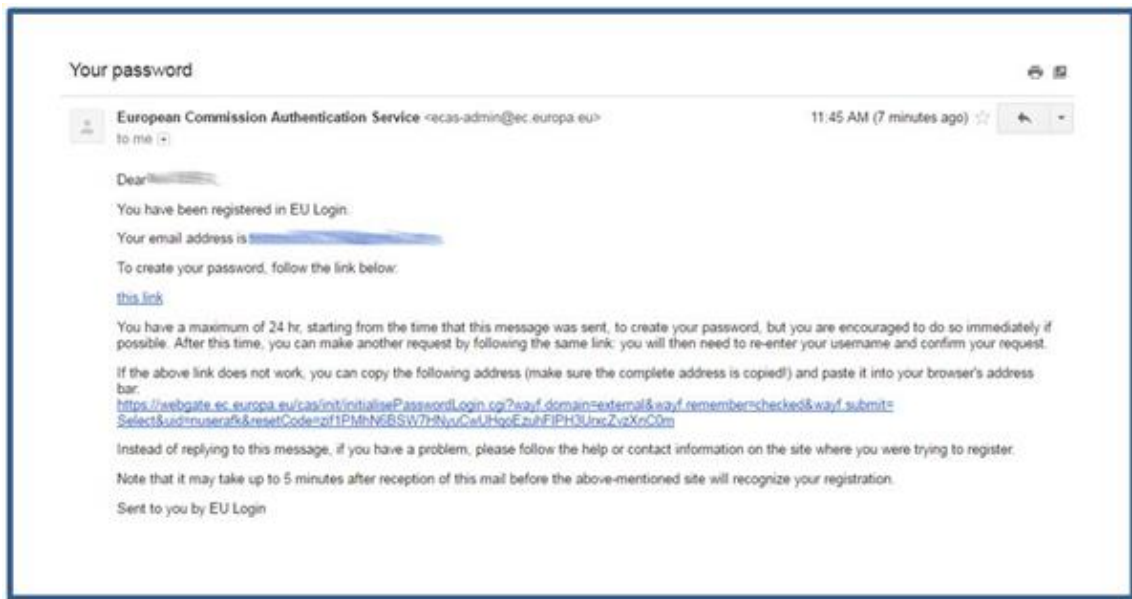 Your password
European Commission Authentication Service <ecas-admin@ec.europa.eu>
11:45 AM (7 minutes ago)
to me
Dear
You have been registered in EU Login.
Your email address is
To create your password, follow the link below:
this link
You have a maximum of 24 hr, starting from the time that this message was sent, to create your password, but you are encouraged to do so immediately if
possible. After this time, you can make another request by following the same link: you will then need to re-enter your username and confirm your request.
If the above link does not work, you can copy the following address (make sure the complete address is copied!) and paste it into your browser's address
bar:
https://webgate.ec.europa.eu/cas/init/initialisePasswordLogin.cgi?wayf.domain=external&wayf.remember=checked&wayf.submit=
Instead of replying to this message, if you have a problem, please follow the help or contact information on the site where you were trying to register.
Note that it may take up to 5 minutes after reception of this mail before the above-mentioned site will recognize your registration.
Sent to you by EU Login